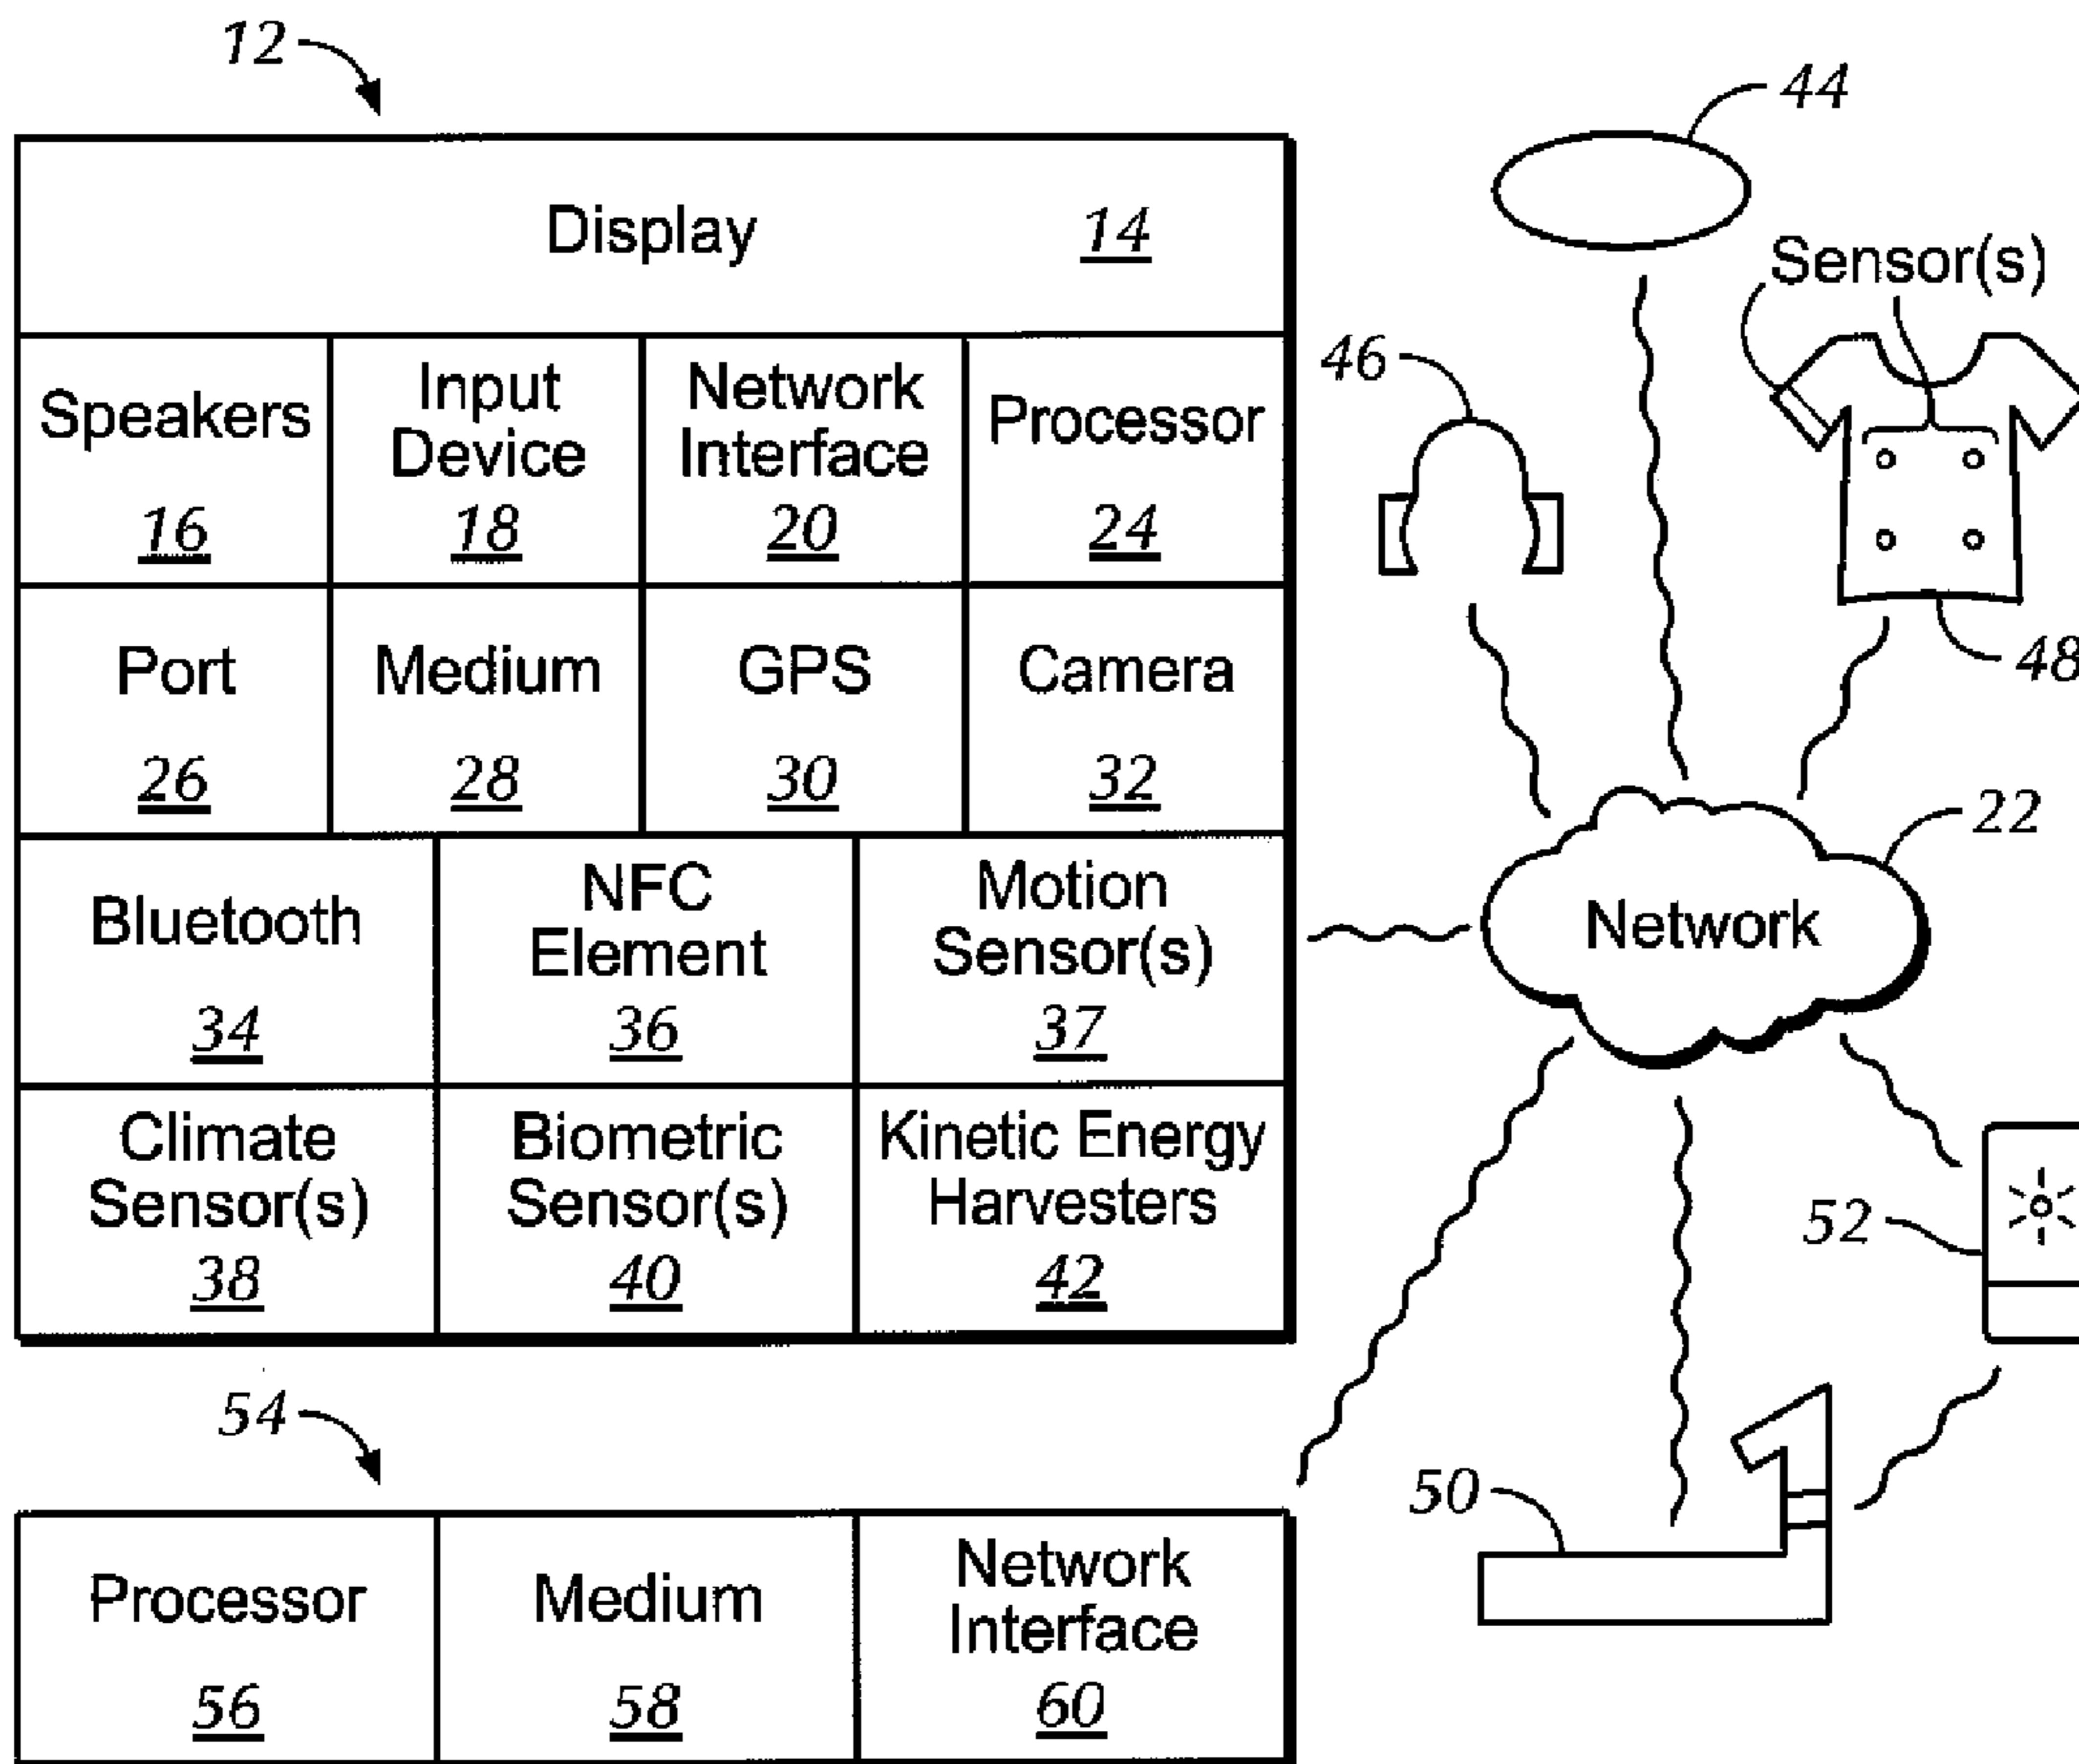 12
44
Display 14
Sensor(s)
46
Speakers
16
Input
Device
18
Network
Interface
20
Processor
24
48
Port
26
Medium
28
GPS
30
Camera
32
22
Network
Bluetooth
34
NFC
Element
36
Motion
Sensor(s)
37
Climate
Sensor(s)
38
Biometric
Sensor(s)
40
Kinetic Energy
Harvesters
42
52
54
50
Processor
56
Medium
58
Network
Interface
60